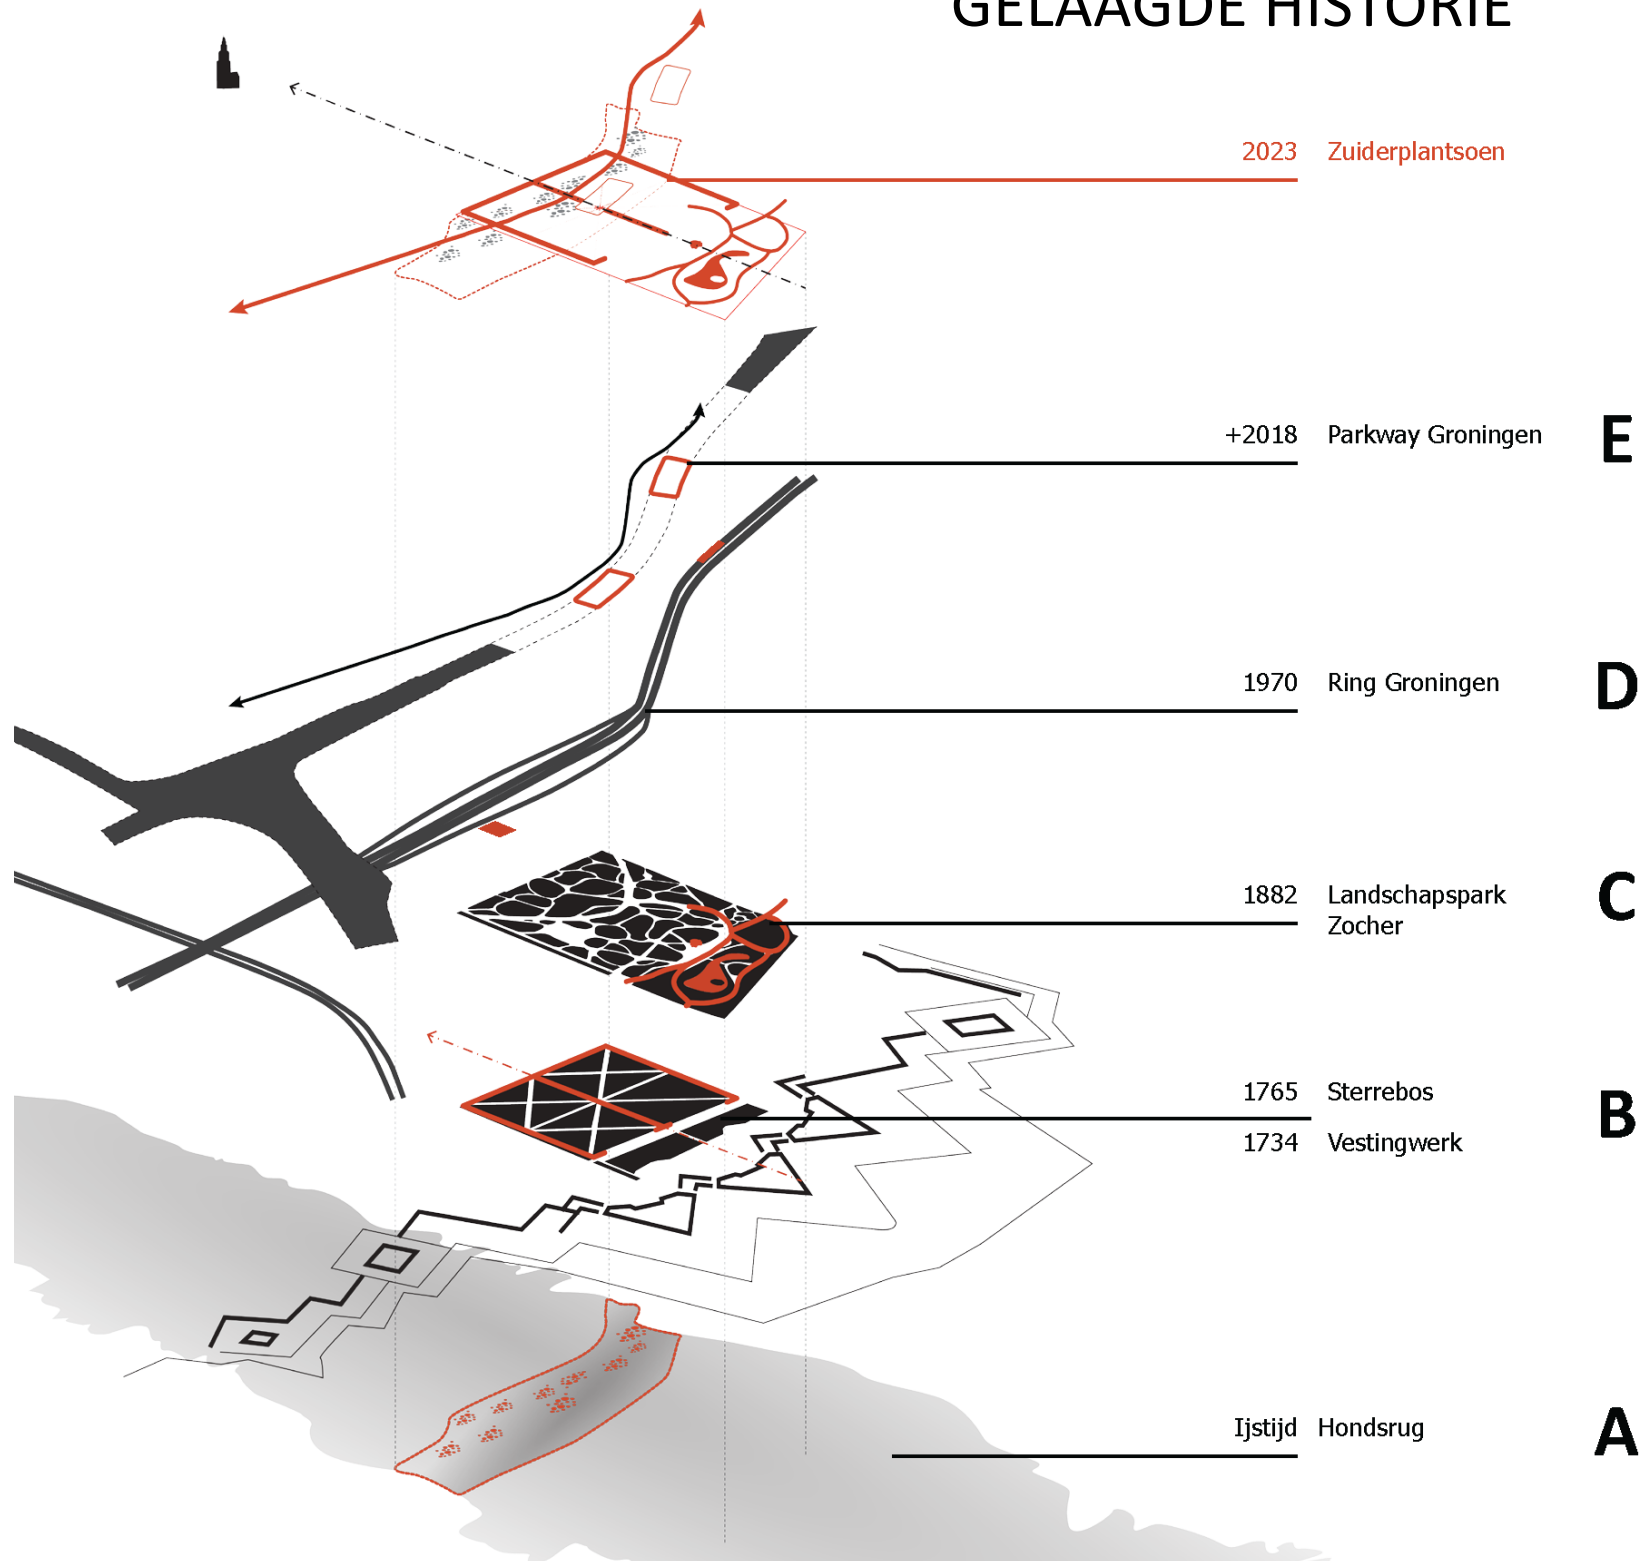 GELAAGDE HISTORIE
2023 Zuiderplantsoen
+2018 Parkway Groningen E
1970 Ring Groningen D
1882 Landschapspark C
Zocher
1765 Sterrebos B
1734 Vestingwerk
Ijstijd Hondsrug A